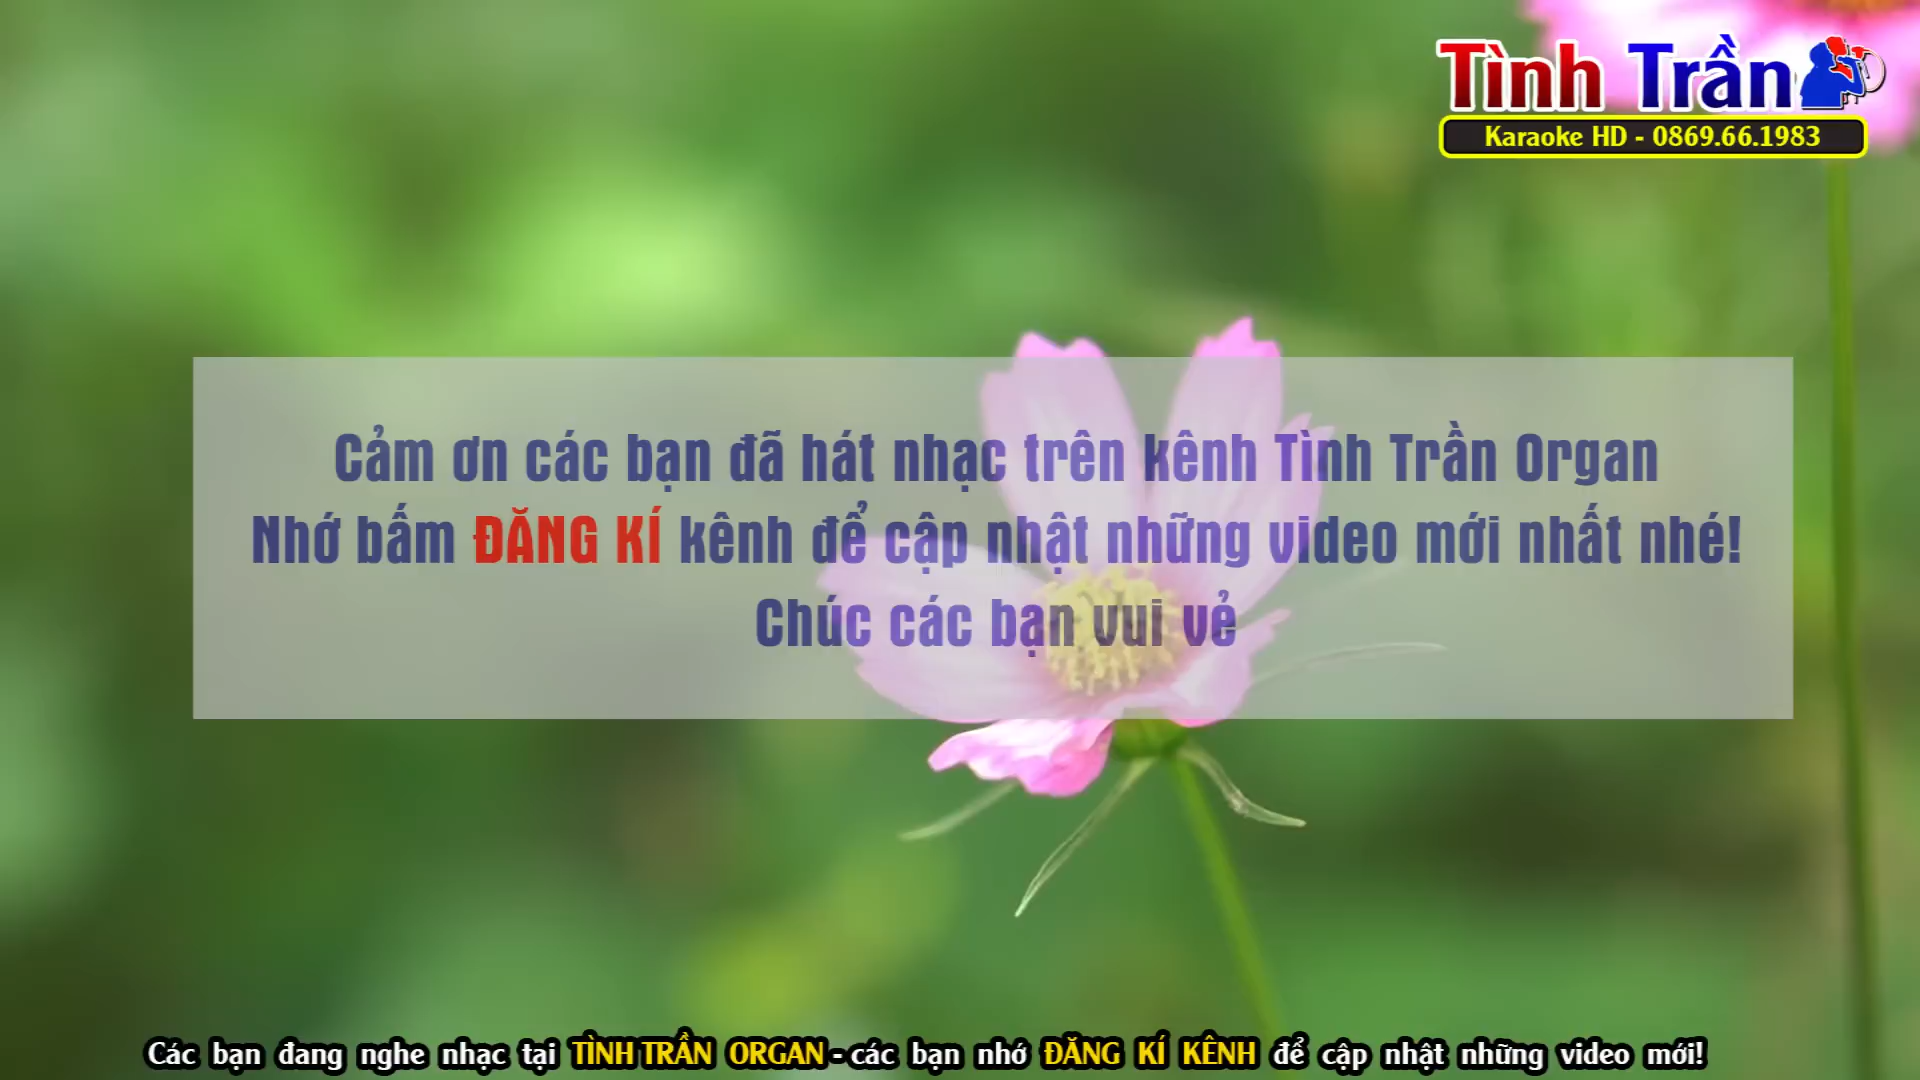 Tình Trần
Karaoke HD - 0869.66.1983
Cảm ơn các bạn đã hát nhạc trên kênh Tình Trần Organ
Nhớ bấm ĐĂNG KÍ kênh để cập nhật những video mới nhất nhé!
Chúc các bạn vui vẻ
Các bạn đang nghe nhạc tại TÌNH TRẦN ORGAN - các bạn nhớ ĐĂNG KÍ KÊNH để cập nhật những video mới!